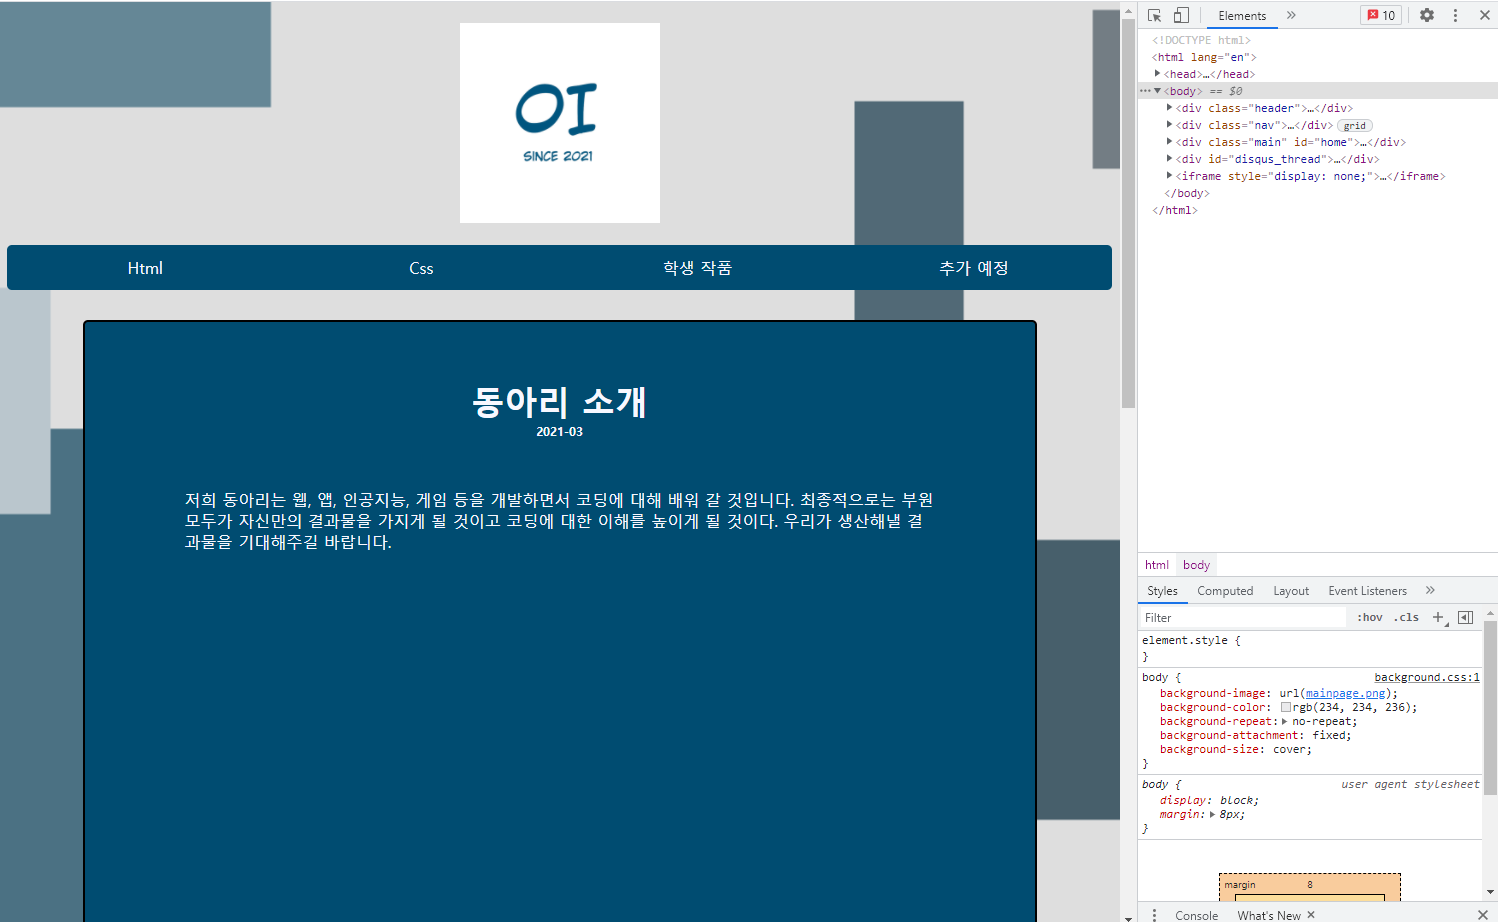 OI
SINCE 2021
Html Css 학생 작품 추가 예정
동아리 소개
2021-03
저희 동아리는 웹, 앱, 인공지능, 게임 등을 개발하면서 코딩에 대해 배워 갈 것입니다. 최종적으로는 부원
모두가 자신만의 결과물을 가지게 될 것이고 코딩에 대한 이해를 높이게 될 것이다. 우리가 생산해낼 결
과물을 기대해주길 바랍니다.
Elements » 10
<!DOCTYPE html>
<html lang="en">
<head>…</head>
<body> == $0
<div class="header">…</div>
<div class="nav">…</div> grid
<div class="main" id="home">…</div>
<div id="disqus_thread">…</div>
<iframe style="display: none;">…</iframe>
</body>
</html>
html body
Styles Computed Layout Event Listeners »
Filter :hov .cls +
element.style {
}
body { background.css:1
background-image: url(mainpage.png);
background-color: rgb(234, 234, 236);
background-repeat: no-repeat;
background-attachment: fixed;
background-size: cover;
}
body { user agent stylesheet
display: block;
margin: 8px;
}
margin 8
Console What's New